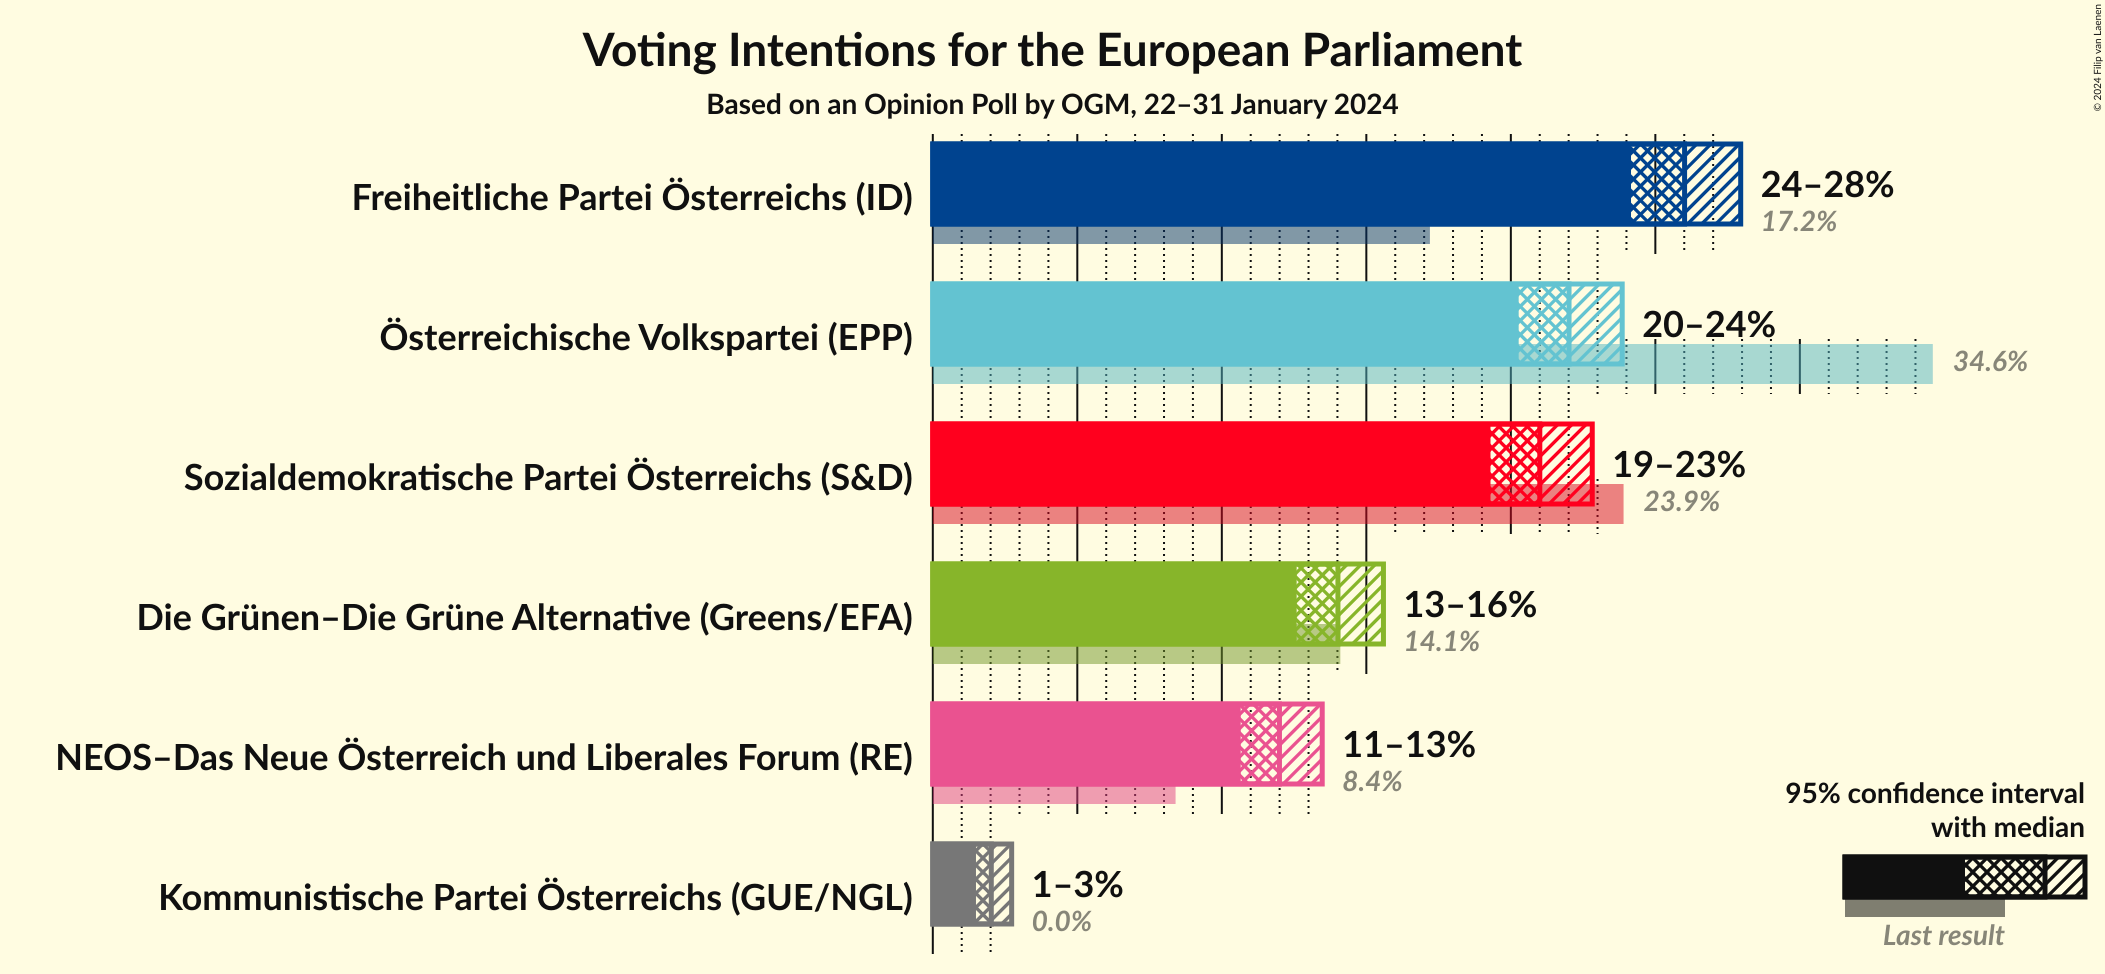 Voting Intentions for the European Parliament
Based on an Opinion Poll by OGM, 22–31 January 2024
© 2024 Filip van Laenen
Freiheitliche Partei Österreichs (ID)
24–28%
17.2%
Österreichische Volkspartei (EPP)
20–24%
34.6%
Sozialdemokratische Partei Österreichs (S&D)
19–23%
23.9%
Die Grünen–Die Grüne Alternative (Greens/EFA)
13–16%
14.1%
NEOS–Das Neue Österreich und Liberales Forum (RE)
11–13%
8.4%
Kommunistische Partei Österreichs (GUE/NGL)
1–3%
0.0%
95% confidence interval
with median
Last result